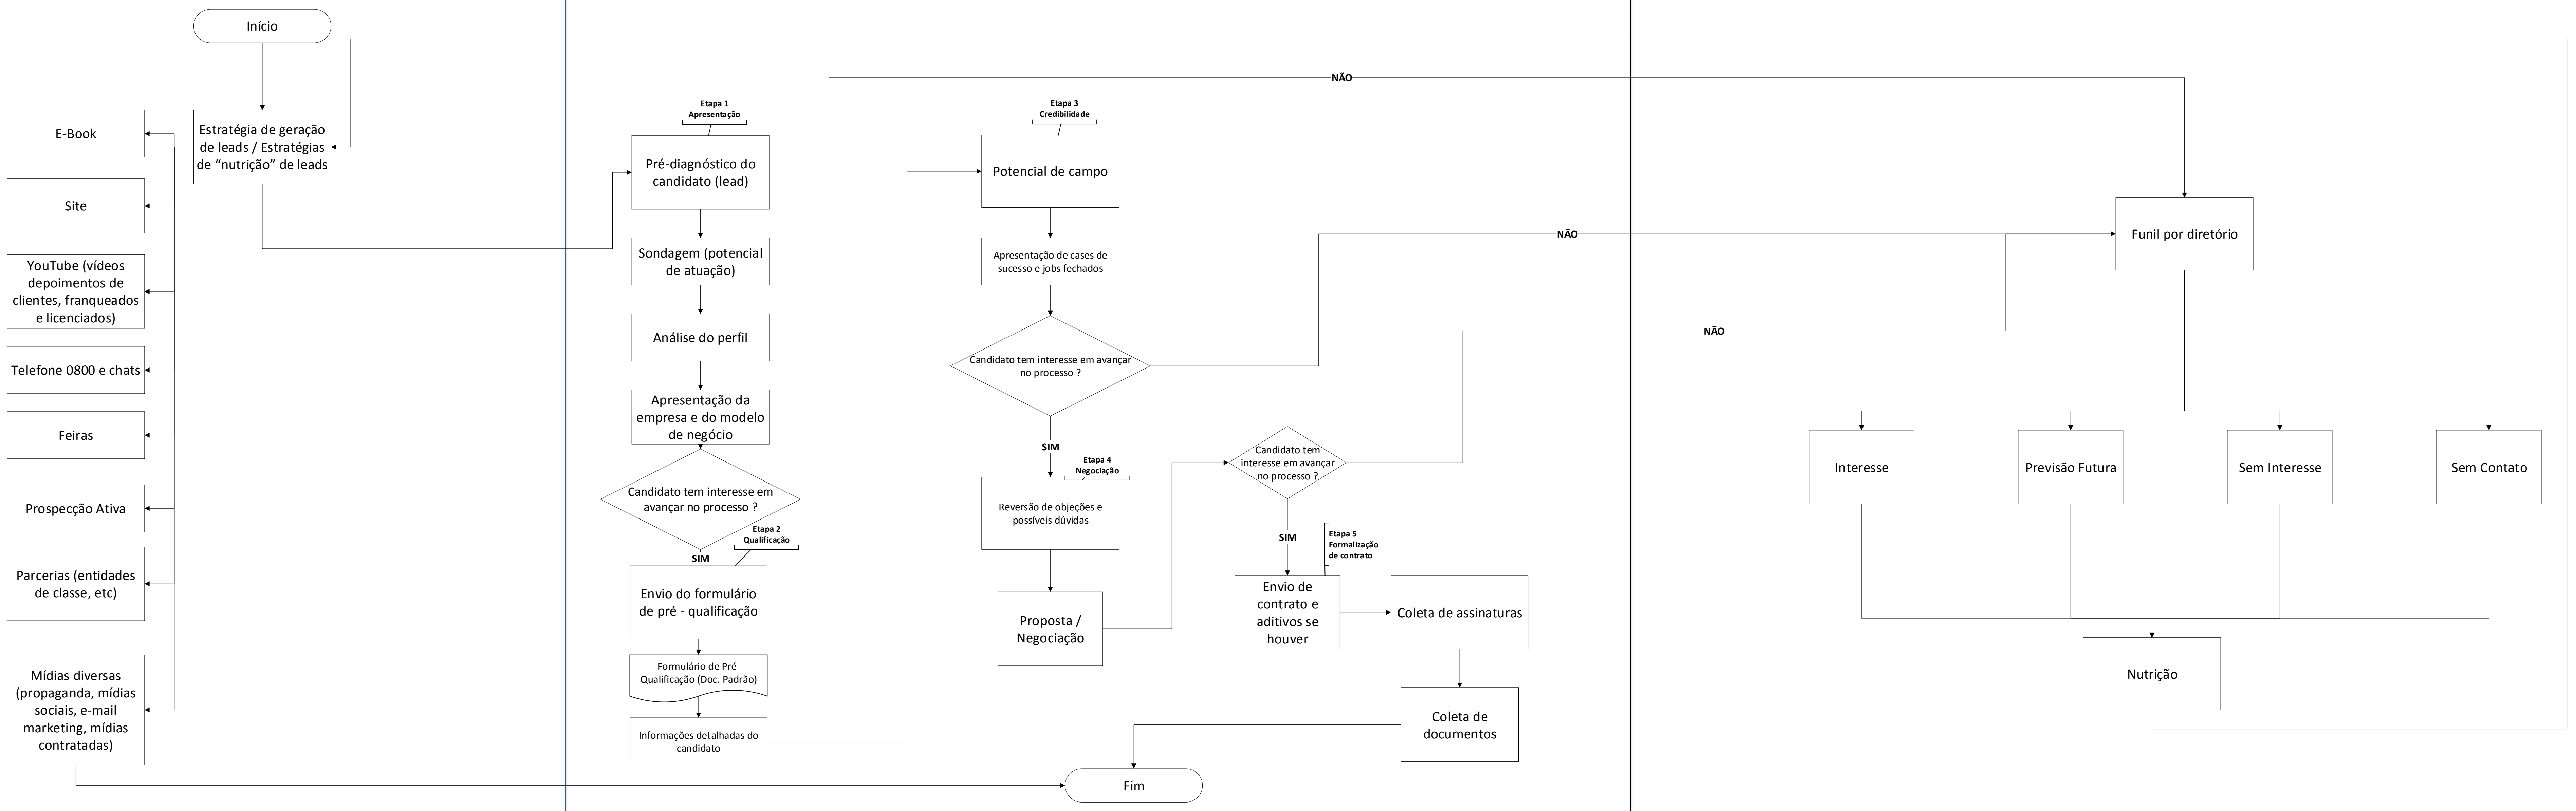 Início
Estratégia de geração
de leads / Estratégias
de “nutrição” de leads
E-Book
Site
YouTube (vídeos
depoimentos de
clientes, franqueados
e licenciados)
Telefone 0800 e chats
Feiras
Prospecção Ativa
Parcerias (entidades
de classe, etc)
Mídias diversas
(propaganda, mídias
sociais, e-mail
marketing, mídias
contratadas)
Etapa 1
Apresentação
Pré-diagnóstico do
candidato (lead)
Sondagem (potencial
de atuação)
Análise do perfil
Apresentação da
empresa e do modelo
de negócio
Candidato tem interesse em
avançar no processo ?
Etapa 2
Qualificação
SIM
Envio do formulário
de pré - qualificação
Formulário de Pré-
Qualificação (Doc. Padrão)
Informações detalhadas do
candidato
Etapa 3
Credibilidade
Potencial de campo
Apresentação de cases de
sucesso e jobs fechados
Candidato tem interesse em avançar
no processo ?
SIM
Etapa 4
Negociação
Reversão de objeções e
possíveis dúvidas
Proposta /
Negociação
Candidato tem
interesse em avançar
no processo ?
SIM
Etapa 5
Formalização
de contrato
Envio de
contrato e
aditivos se
houver
Coleta de assinaturas
Coleta de
documentos
Fim
NÃO
NÃO
NÃO
Funil por diretório
Interesse
Previsão Futura
Sem Interesse
Sem Contato
Nutrição